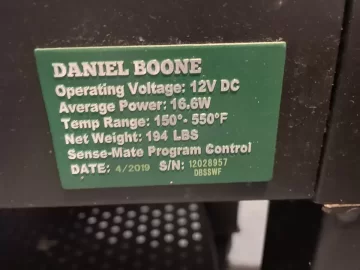 DANIEL BOONE
Operating Voltage: 12V DC
Average Power: 16.6W
Temp Range: 150°- 550°F
Net Weight: 194 LBS
Sense-Mate Program Control
DATE: 4/2019 S/N: 12028957
DBSSWF